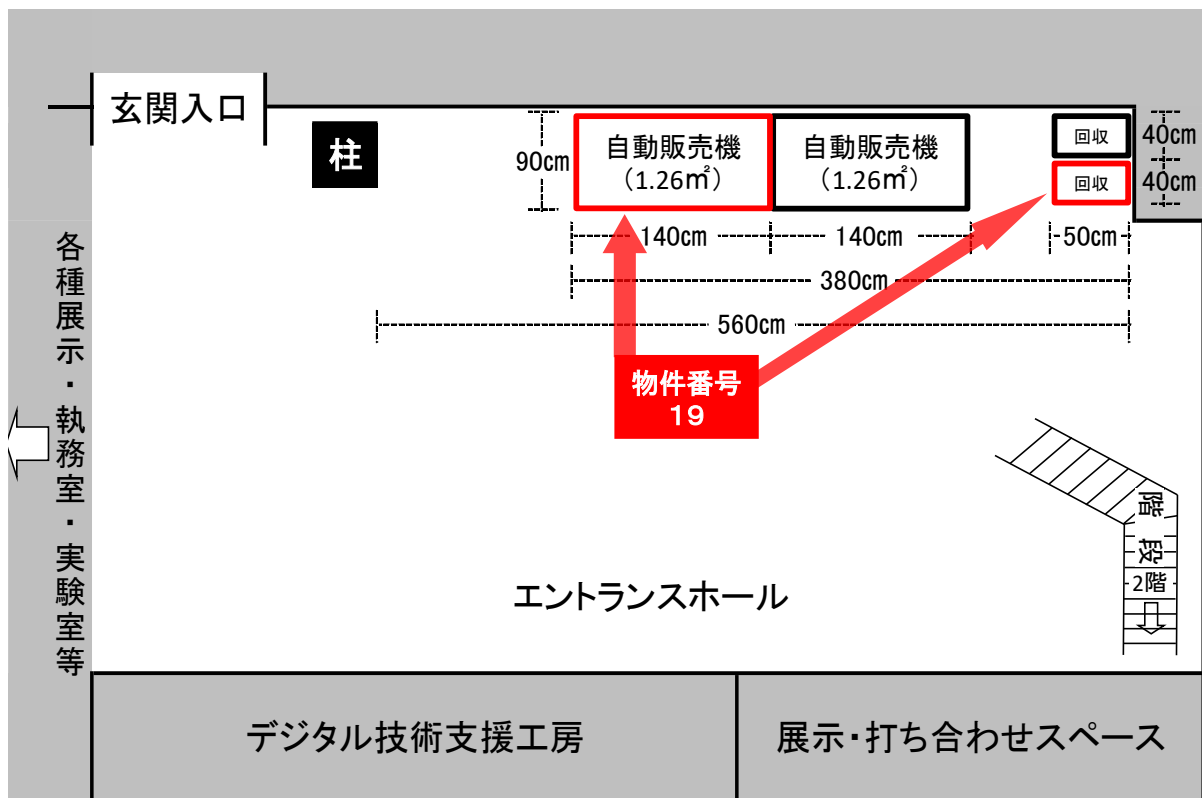 玄関入口
柱
90cm
自動販売機
（1.26㎡）
自動販売機
（1.26㎡）
回収
40cm
回収
40cm
140cm
140cm
50cm
380cm
560cm
物件番号
１９
各種展示・執務室・実験室等
階段
2階
エントランスホール
デジタル技術支援工房
展示・打ち合わせスペース